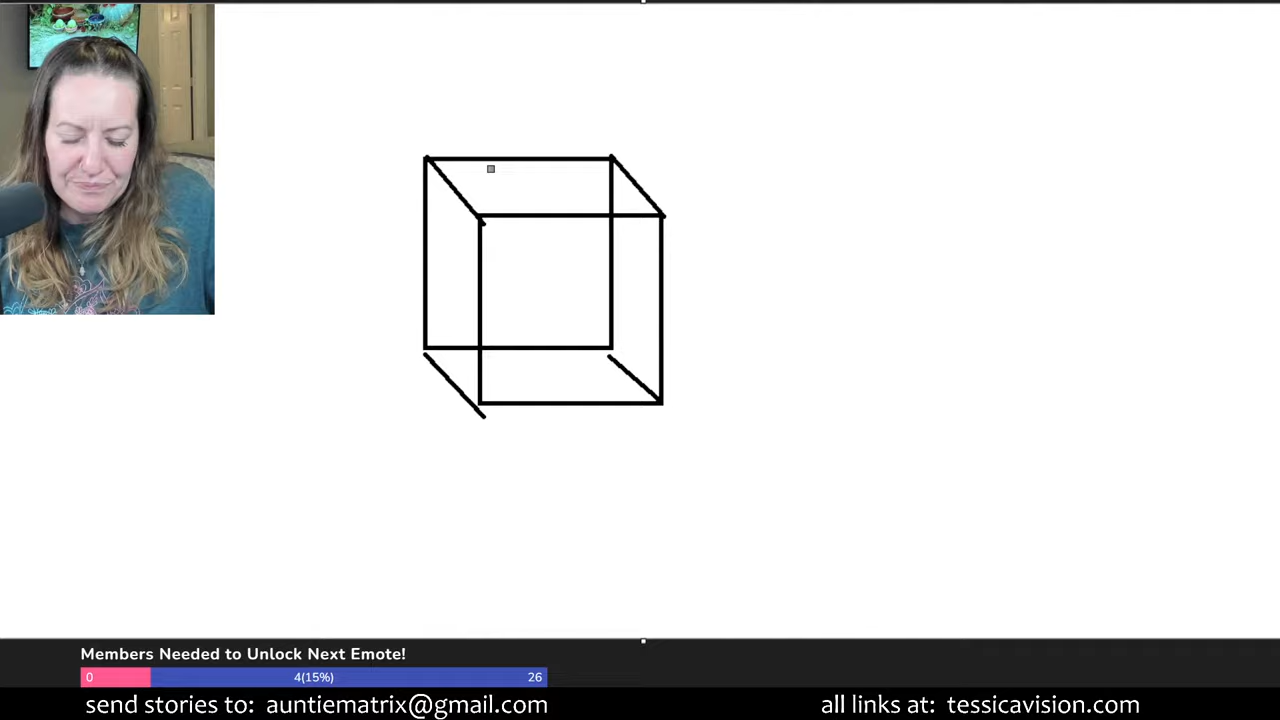 Members Needed to Unlock Next Emote!
0 4(15%) 26
send stories to: auntiematrix@gmail.com
all links at: tessicavision.com